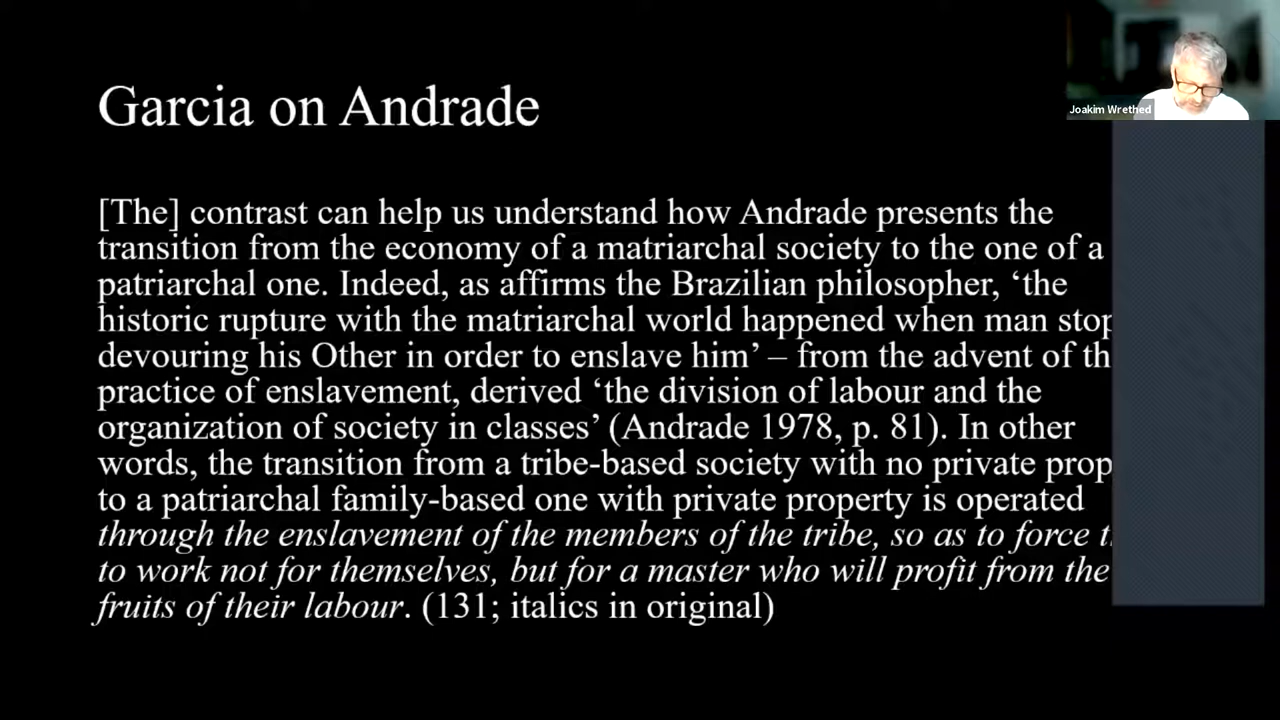 Joakim Wrethed
Garcia on Andrade
[The] contrast can help us understand how Andrade presents the
transition from the economy of a matriarchal society to the one of a
patriarchal one. Indeed, as affirms the Brazilian philosopher, ‘the
historic rupture with the matriarchal world happened when man stop
devouring his Other in order to enslave him’ – from the advent of th
practice of enslavement, derived ‘the division of labour and the
organization of society in classes’ (Andrade 1978, p. 81). In other
words, the transition from a tribe-based society with no private prop
to a patriarchal family-based one with private property is operated
through the enslavement of the members of the tribe, so as to force t
to work not for themselves, but for a master who will profit from the
fruits of their labour. (131; italics in original)